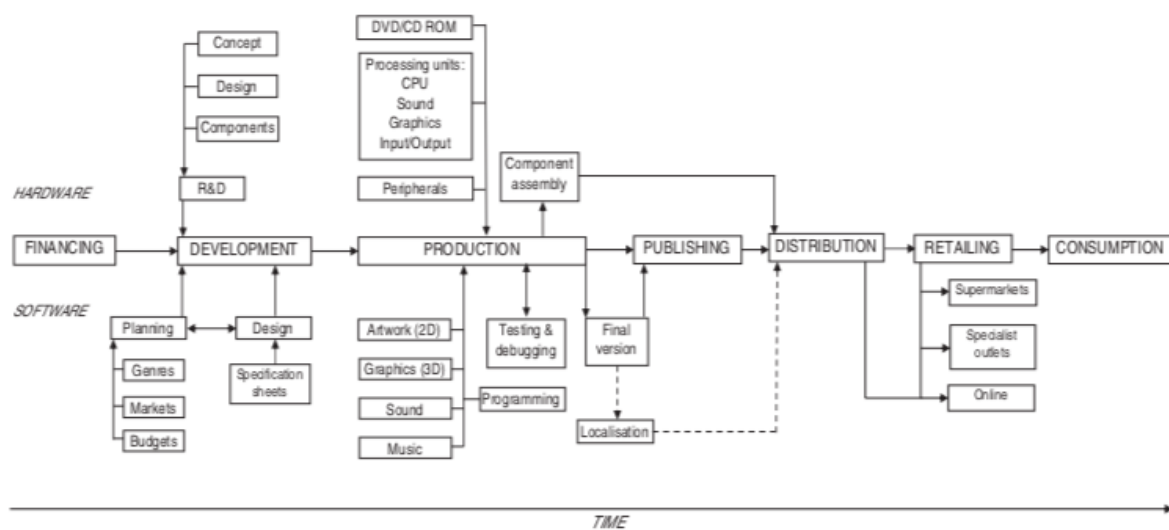 Concept
Design
Components
R&D
HARDWARE
DVD/CD ROM
Processing units:
CPU
Sound
Graphics
Input/Output
Peripherals
Component
assembly
FINANCING
DEVELOPMENT
PRODUCTION
PUBLISHING
DISTRIBUTION
RETAILING
CONSUMPTION
SOFTWARE
Planning
Design
Genres
Markets
Budgets
Specification
sheets
Artwork (2D)
Graphics (3D)
Sound
Music
Programming
Testing &
debugging
Final
version
Localisation
Supermarkets
Specialist
outlets
Online
TIME